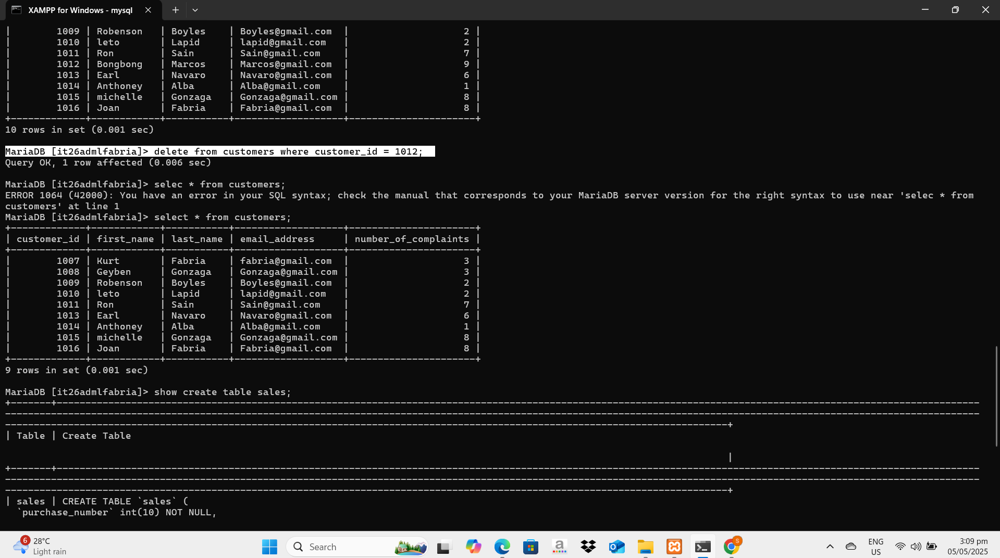 XAMPP for Windows - mysql
|        1009 | Robenson   | Boyles    | Boyles@gmail.com  |                    2 |
|        1010 | leto       | Lapid     | lapid@gmail.com   |                    2 |
|        1011 | Ron        | Sain      | Sain@gmail.com    |                    7 |
|        1012 | Bongbong   | Marcos    | Marcos@gmail.com  |                    9 |
|        1013 | Earl       | Navaro    | Navaro@gmail.com  |                    6 |
|        1014 | Anthoney   | Alba      | Alba@gmail.com    |                    1 |
|        1015 | michelle   | Gonzaga   | Gonzaga@gmail.com |                    8 |
|        1016 | Joan       | Fabria    | Fabria@gmail.com  |                    8 |
+-------------+------------+-----------+-------------------+----------------------+
10 rows in set (0.001 sec)
MariaDB [it26admlfabria]> delete from customers where customer_id = 1012;
Query OK, 1 row affected (0.006 sec)
MariaDB [it26admlfabria]> selec * from customers;
ERROR 1064 (42000): You have an error in your SQL syntax; check the manual that corresponds to your MariaDB server version for the right syntax to use near 'selec * from
customers' at line 1
MariaDB [it26admlfabria]> select * from customers;
+-------------+------------+-----------+-------------------+----------------------+
| customer_id | first_name | last_name | email_address     | number_of_complaints |
+-------------+------------+-----------+-------------------+----------------------+
|        1007 | Kurt       | Fabria    | fabria@gmail.com  |                    3 |
|        1008 | Geyben     | Gonzaga   | Gonzaga@gmail.com |                    3 |
|        1009 | Robenson   | Boyles    | Boyles@gmail.com  |                    2 |
|        1010 | leto       | Lapid     | lapid@gmail.com   |                    2 |
|        1011 | Ron        | Sain      | Sain@gmail.com    |                    7 |
|        1013 | Earl       | Navaro    | Navaro@gmail.com  |                    6 |
|        1014 | Anthoney   | Alba      | Alba@gmail.com    |                    1 |
|        1015 | michelle   | Gonzaga   | Gonzaga@gmail.com |                    8 |
|        1016 | Joan       | Fabria    | Fabria@gmail.com  |                    8 |
+-------------+------------+-----------+-------------------+----------------------+
9 rows in set (0.001 sec)
MariaDB [it26admlfabria]> show create table sales;
| Table | Create Table
|
| sales | CREATE TABLE `sales` (
  `purchase_number` int(10) NOT NULL,
6
28°C
Light rain
Search
a
S
ENG
US
3:09 pm
05/05/2025